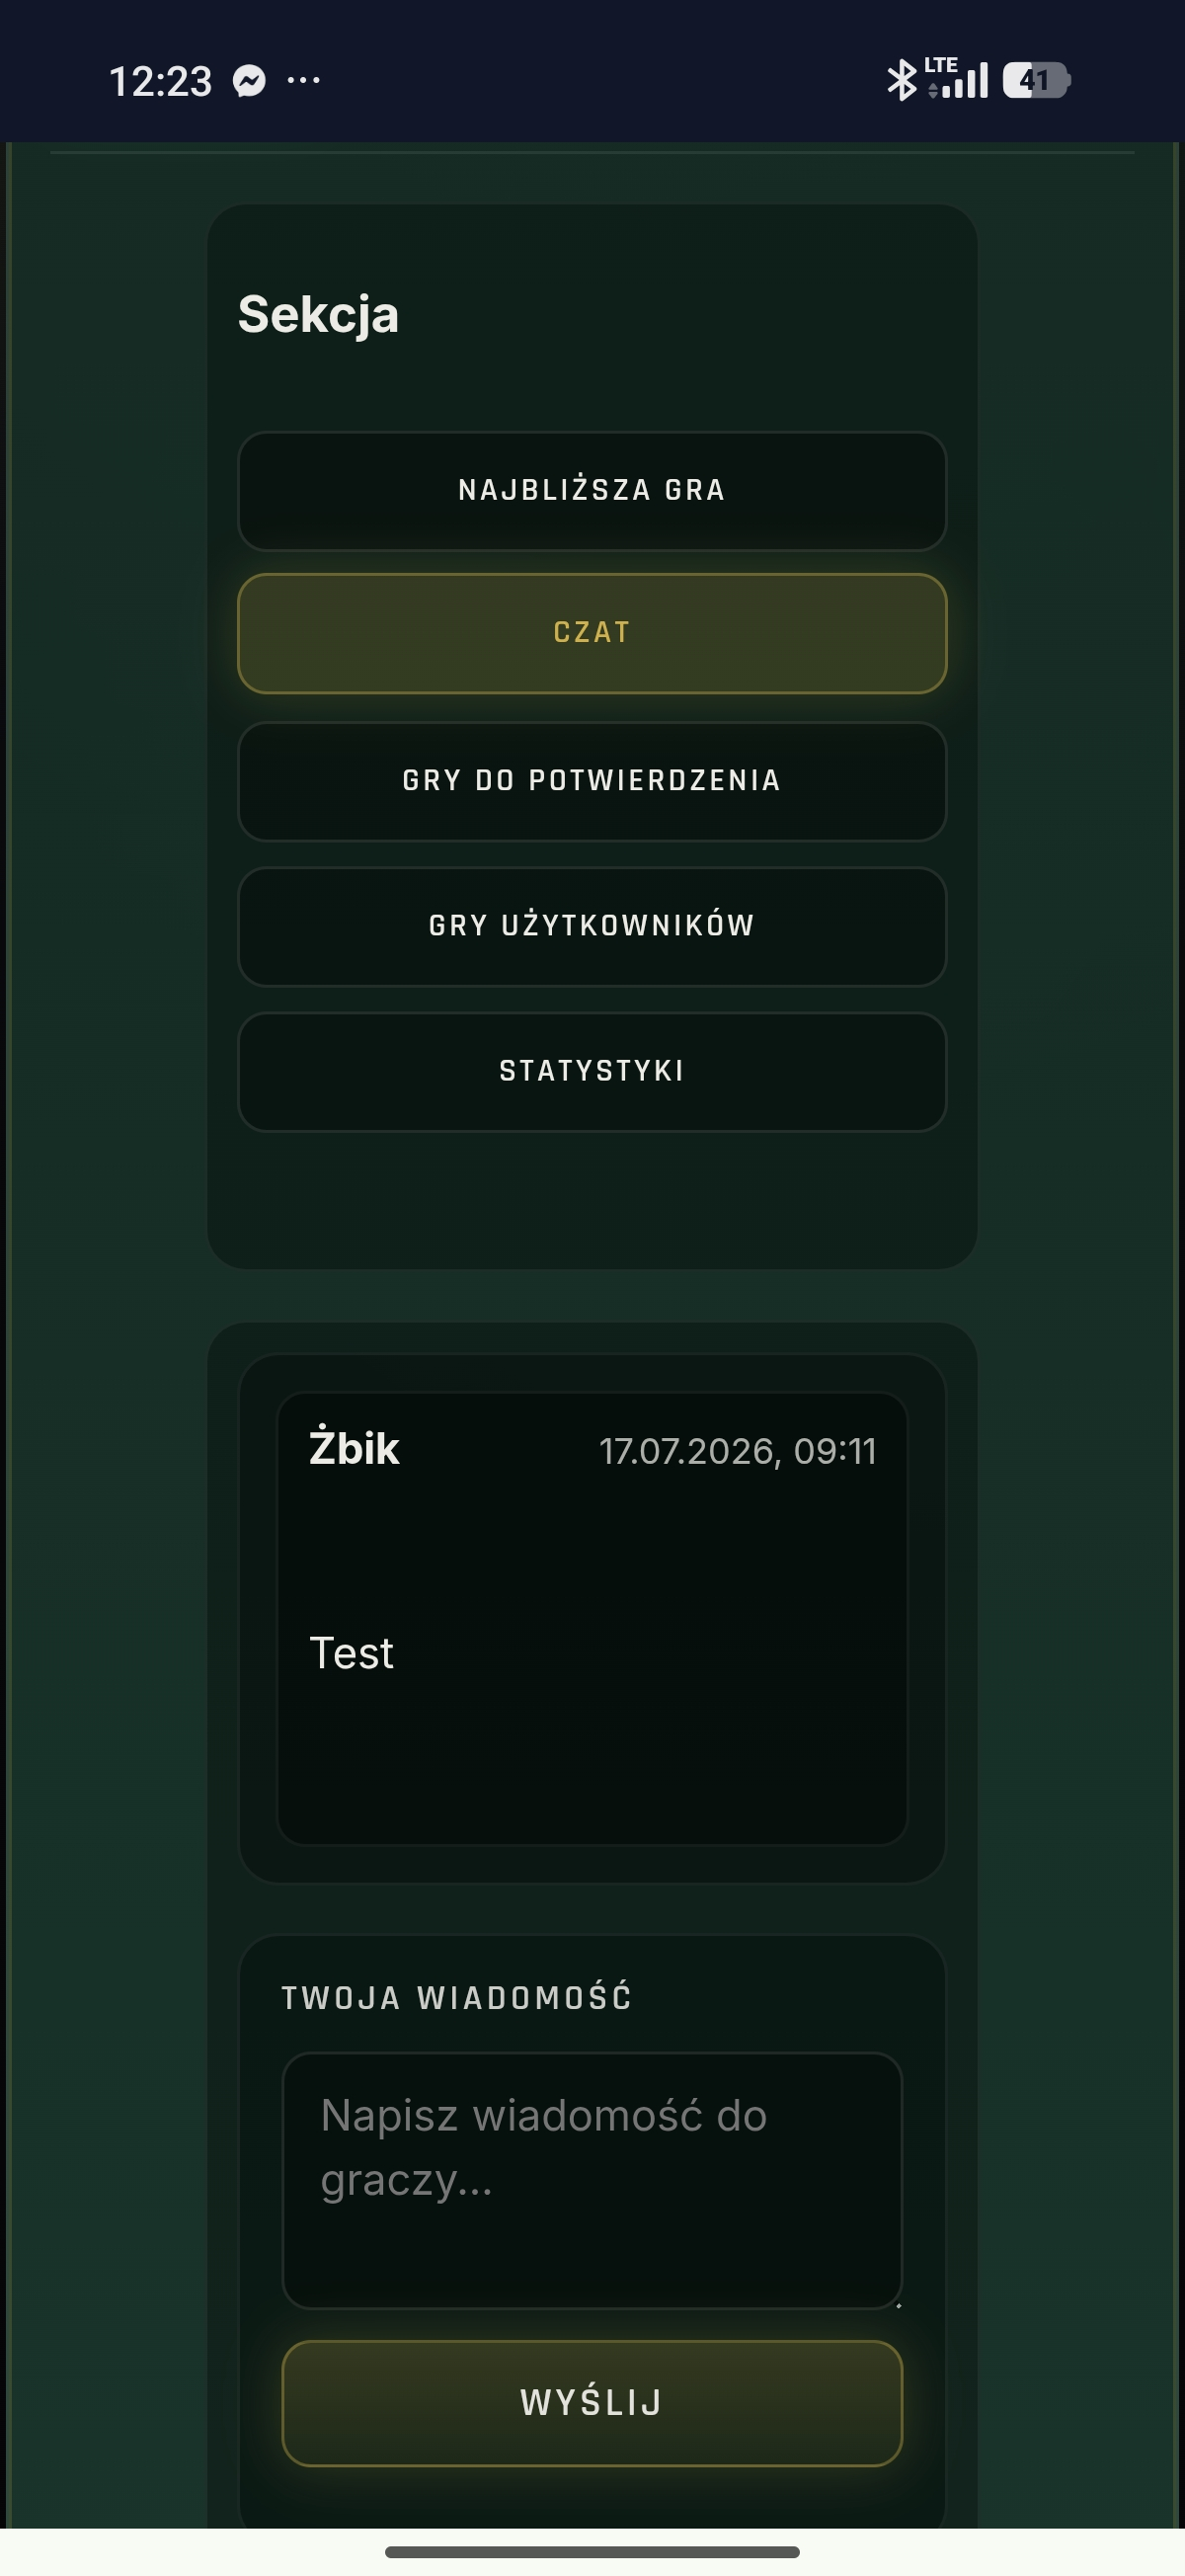 12:23 LTE 41
Sekcja
NAJBLIŻSZA GRA
CZAT
GRY DO POTWIERDZENIA
GRY UŻYTKOWNIKÓW
STATYSTYKI
Żbik 17.07.2026, 09:11
Test
TWOJA WIADOMOŚĆ
Napisz wiadomość do
graczy...
WYŚLIJ